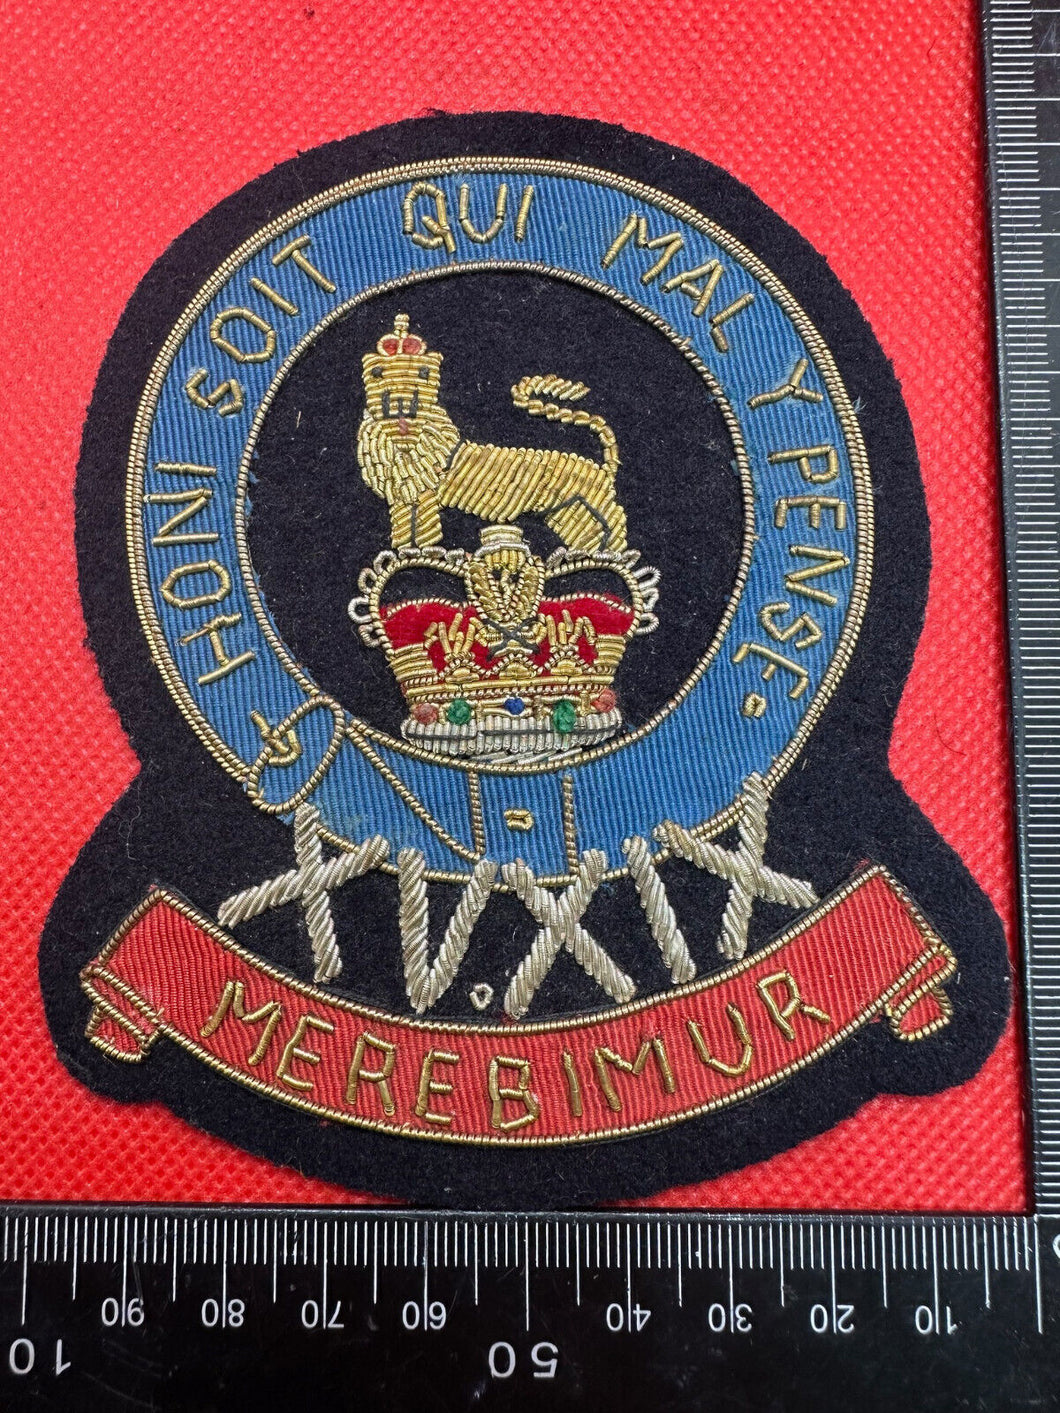 HONI SOIT QUI MAL Y PENSE.
XV.XIX
MEREBIMUR
90 80 70 60 40 30 20 10
10 50